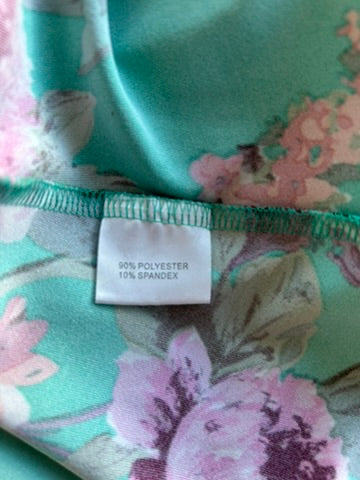 90% POLYESTER
10% SPANDEX